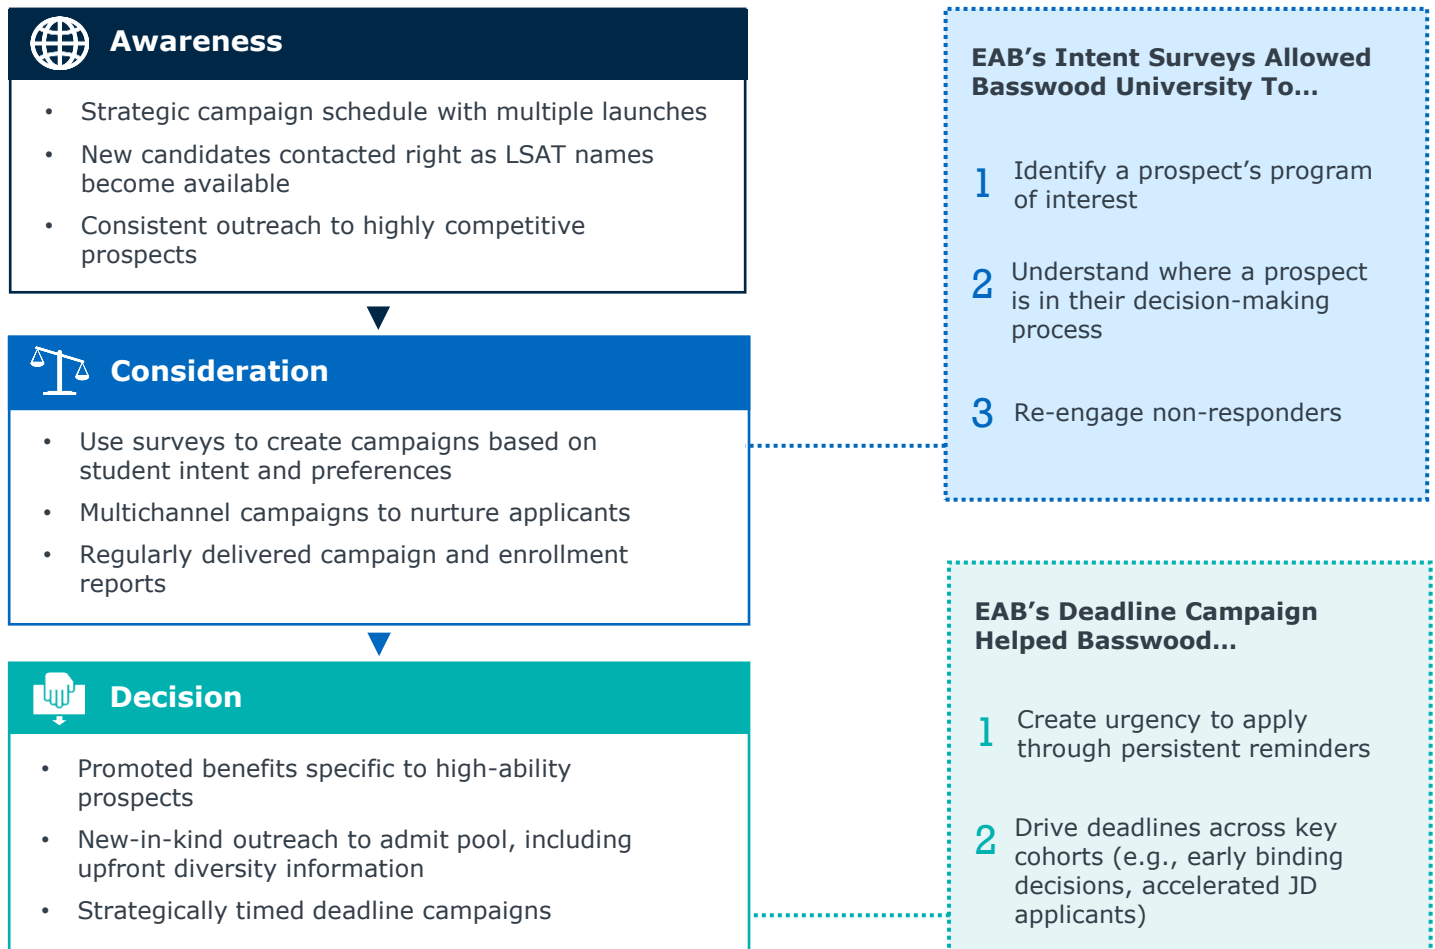 Awareness
• Strategic campaign schedule with multiple launches
• New candidates contacted right as LSAT names
become available
• Consistent outreach to highly competitive
prospects
Consideration
• Use surveys to create campaigns based on
student intent and preferences
• Multichannel campaigns to nurture applicants
• Regularly delivered campaign and enrollment
reports
Decision
• Promoted benefits specific to high-ability
prospects
• New-in-kind outreach to admit pool, including
upfront diversity information
• Strategically timed deadline campaigns
EAB’s Intent Surveys Allowed
Basswood University To…
1 Identify a prospect’s program
of interest
2 Understand where a prospect
is in their decision-making
process
3 Re-engage non-responders
EAB’s Deadline Campaign
Helped Basswood…
1 Create urgency to apply
through persistent reminders
2 Drive deadlines across key
cohorts (e.g., early binding
decisions, accelerated JD
applicants)